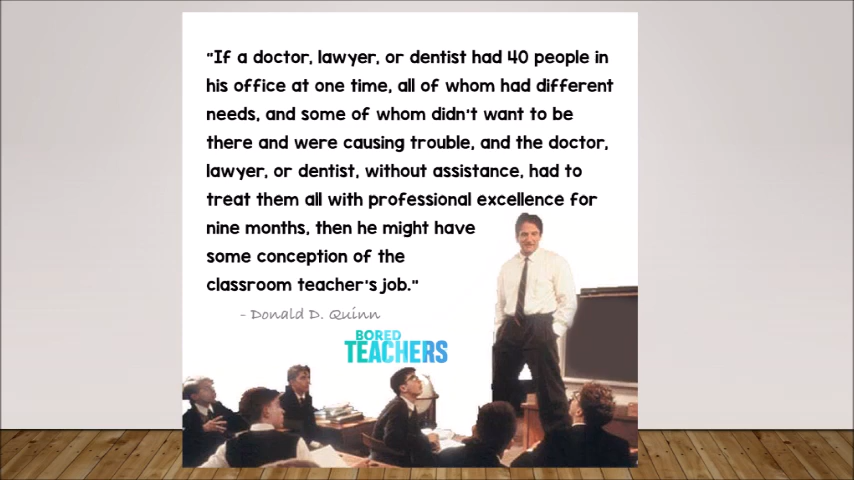 "If a doctor, lawyer, or dentist had 40 people in
his office at one time, all of whom had different
needs, and some of whom didn't want to be
there and were causing trouble, and the doctor,
lawyer, or dentist, without assistance, had to
treat them all with professional excellence for
nine months, then he might have
some conception of the
classroom teacher's job."
- Donald D. Quinn
BORED
TEACHERS